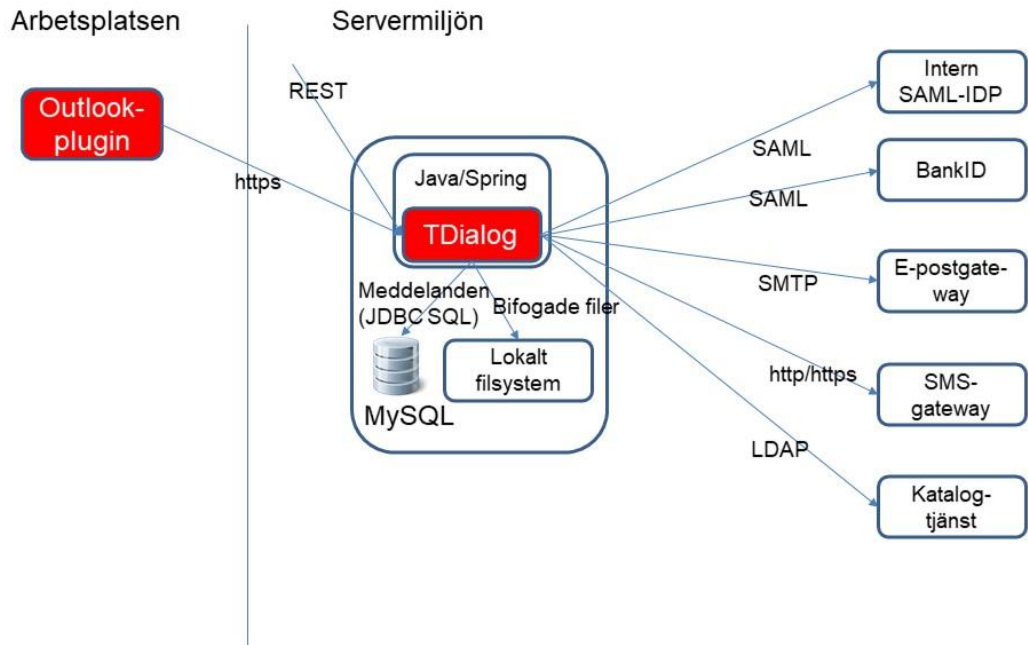 Arbetsplatsen
Servermiljön
Outlook-
plugin
REST
https
Java/Spring
TDialog
Meddelanden
(JDBC SQL)
Bifogade filer
MySQL
Lokalt
filsystem
SAML
SAML
SMTP
http/https
LDAP
Intern
SAML-IDP
BankID
E-postgate-
way
SMS-
gateway
Katalog-
tjänst